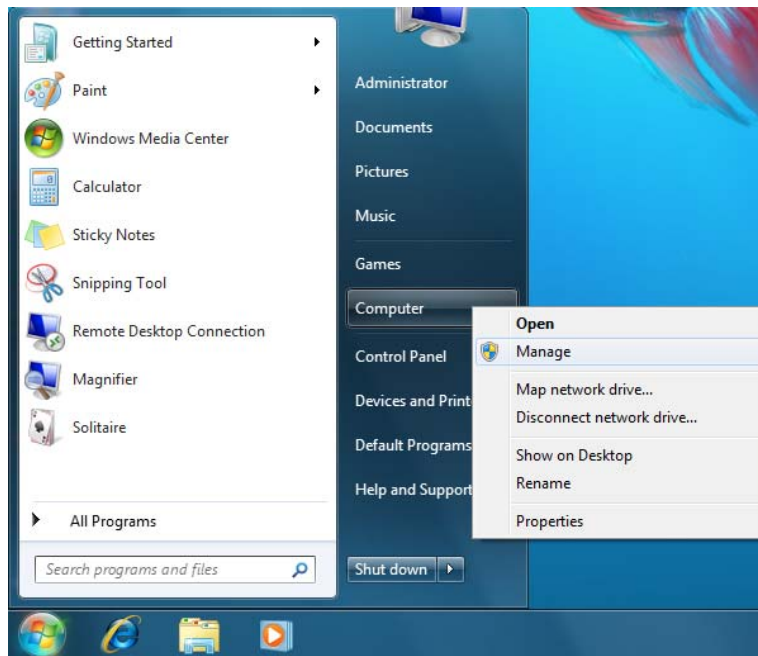 Getting Started
Paint
Windows Media Center
Calculator
Sticky Notes
Snipping Tool
Remote Desktop Connection
Magnifier
Solitaire
All Programs
Search programs and files
Administrator
Documents
Pictures
Music
Games
Computer
Control Panel
Devices and Print
Default Programs
Help and Support
Shut down
Open
Manage
Map network drive...
Disconnect network drive...
Show on Desktop
Rename
Properties